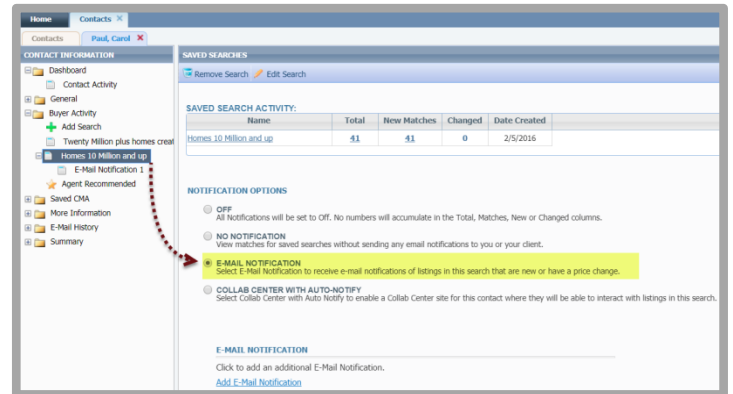 Home Contacts
Contacts Paul, Carol
CONTACT INFORMATION
Dashboard
Contact Activity
General
Buyer Activity
Add Search
Twenty Million plus homes creat
Homes 10 Million and up
E-Mail Notification 1
Agent Recommended
Saved CMA
More Information
E-Mail History
Summary
SAVED SEARCHES
Remove Search Edit Search
SAVED SEARCH ACTIVITY:
Name Total New Matches Changed Date Created
Homes 10 Million and up 41 41 0 2/5/2016
NOTIFICATION OPTIONS
OFF
All Notifications will be set to Off. No numbers will accumulate in the Total, Matches, New or Changed columns.
NO NOTIFICATION
View matches for saved searches without sending any email notifications to you or your client.
E-MAIL NOTIFICATION
Select E-Mail Notification to receive e-mail notifications of listings in this search that are new or have a price change.
COLLAB CENTER WITH AUTO-NOTIFY
Select Collab Center with Auto Notify to enable a Collab Center site for this contact where they will be able to interact with listings in this search.
E-MAIL NOTIFICATION
Click to add an additional E-Mail Notification.
Add E-Mail Notification